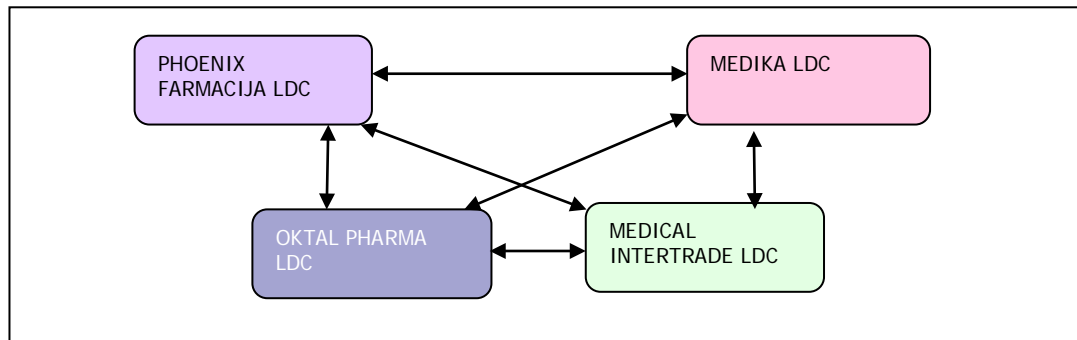 PHOENIX
FARMACIJA LDC
MEDIKA LDC
OKTAL PHARMA
LDC
MEDICAL
INTERTRADE LDC